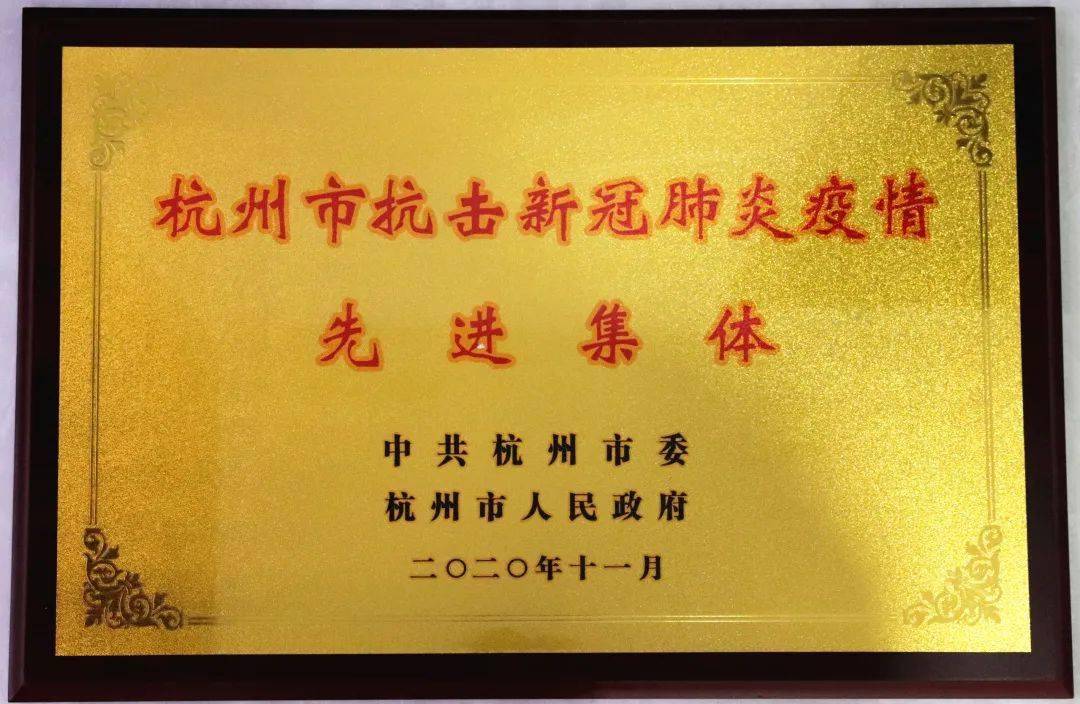 杭州市抗击新冠肺炎疫情
先进集体
中共杭州市委
杭州市人民政府
二〇二〇年十一月